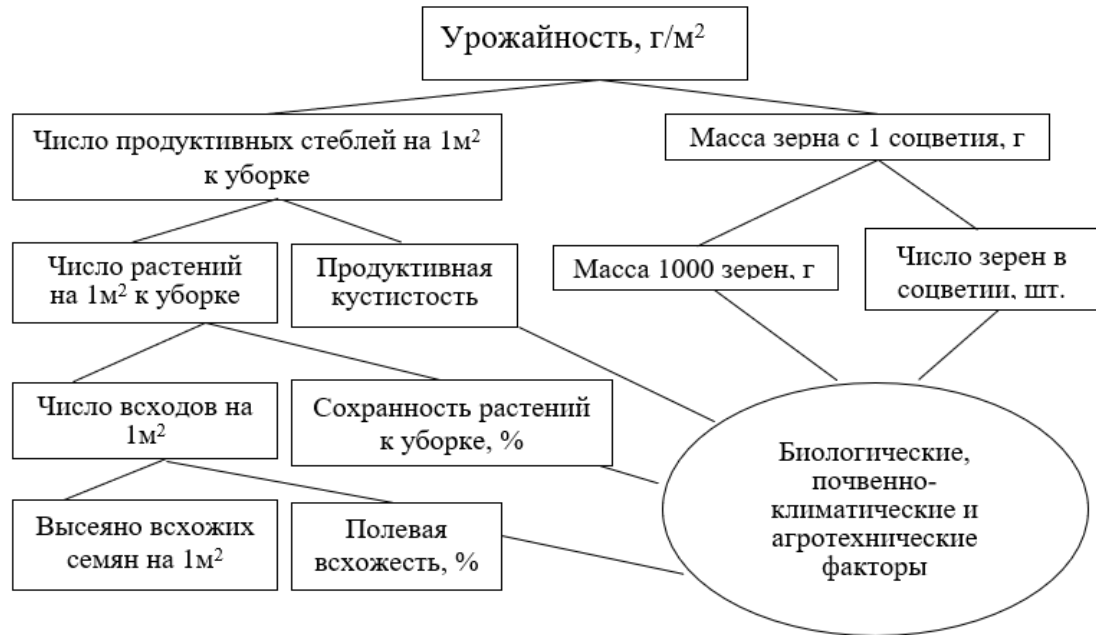 Урожайность, г/м²
Число продуктивных стеблей на 1м²
к уборке
Масса зерна с 1 соцветия, г
Число растений
на 1м² к уборке
Продуктивная
кустистость
Масса 1000 зерен, г
Число зерен в
соцветии, шт.
Число всходов на
1м²
Сохранность растений
к уборке, %
Биологические,
почвенно-
климатические и
агротехнические
факторы
Высеяно всхожих
семян на 1м²
Полевая
всхожесть, %